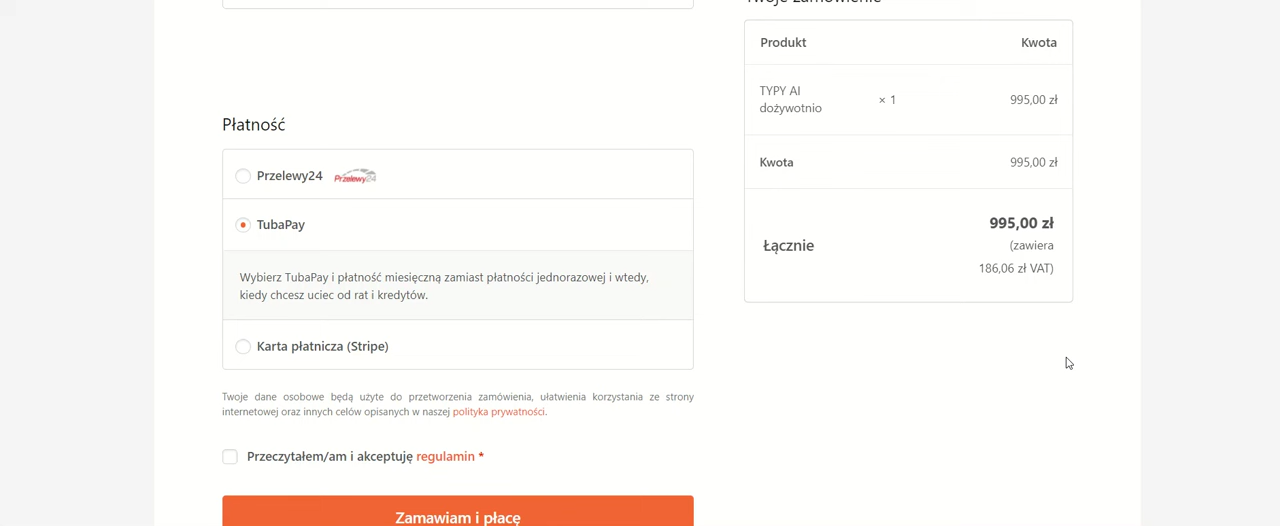 Twoje zamówienie
Produkt Kwota
TYPY AI
dożywotnio
× 1
995,00 zł
Kwota 995,00 zł
Łącznie
995,00 zł
(zawiera
186,06 zł VAT)
Płatność
Przelewy24 Przelewy24
TubaPay
Wybierz TubaPay i płatność miesięczną zamiast płatności jednorazowej i wtedy,
kiedy chcesz uciec od rat i kredytów.
Karta płatnicza (Stripe)
Twoje dane osobowe będą użyte do przetworzenia zamówienia, ułatwienia korzystania ze strony
internetowej oraz innych celów opisanych w naszej polityka prywatności.
Przeczytałem/am i akceptuję regulamin *
Zamawiam i płacę